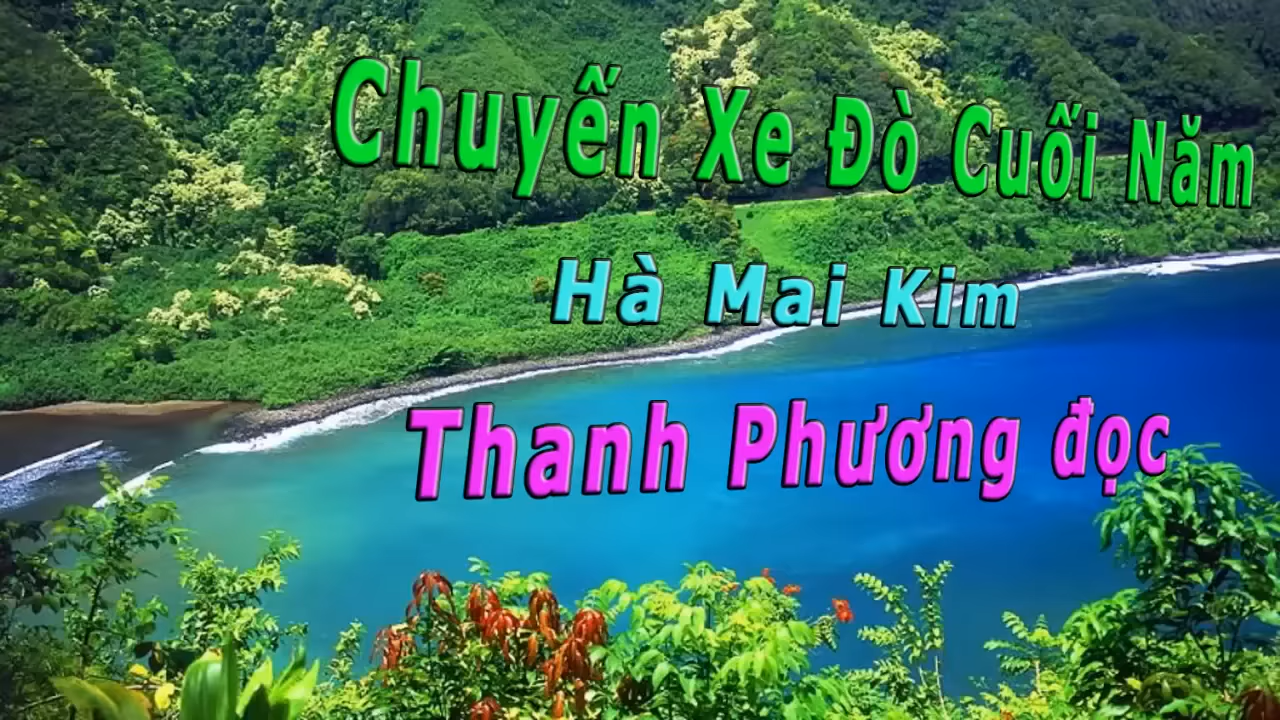 Chuyến Xe Đò Cuối Năm
Hà Mai Kim
Thanh Phương đọc